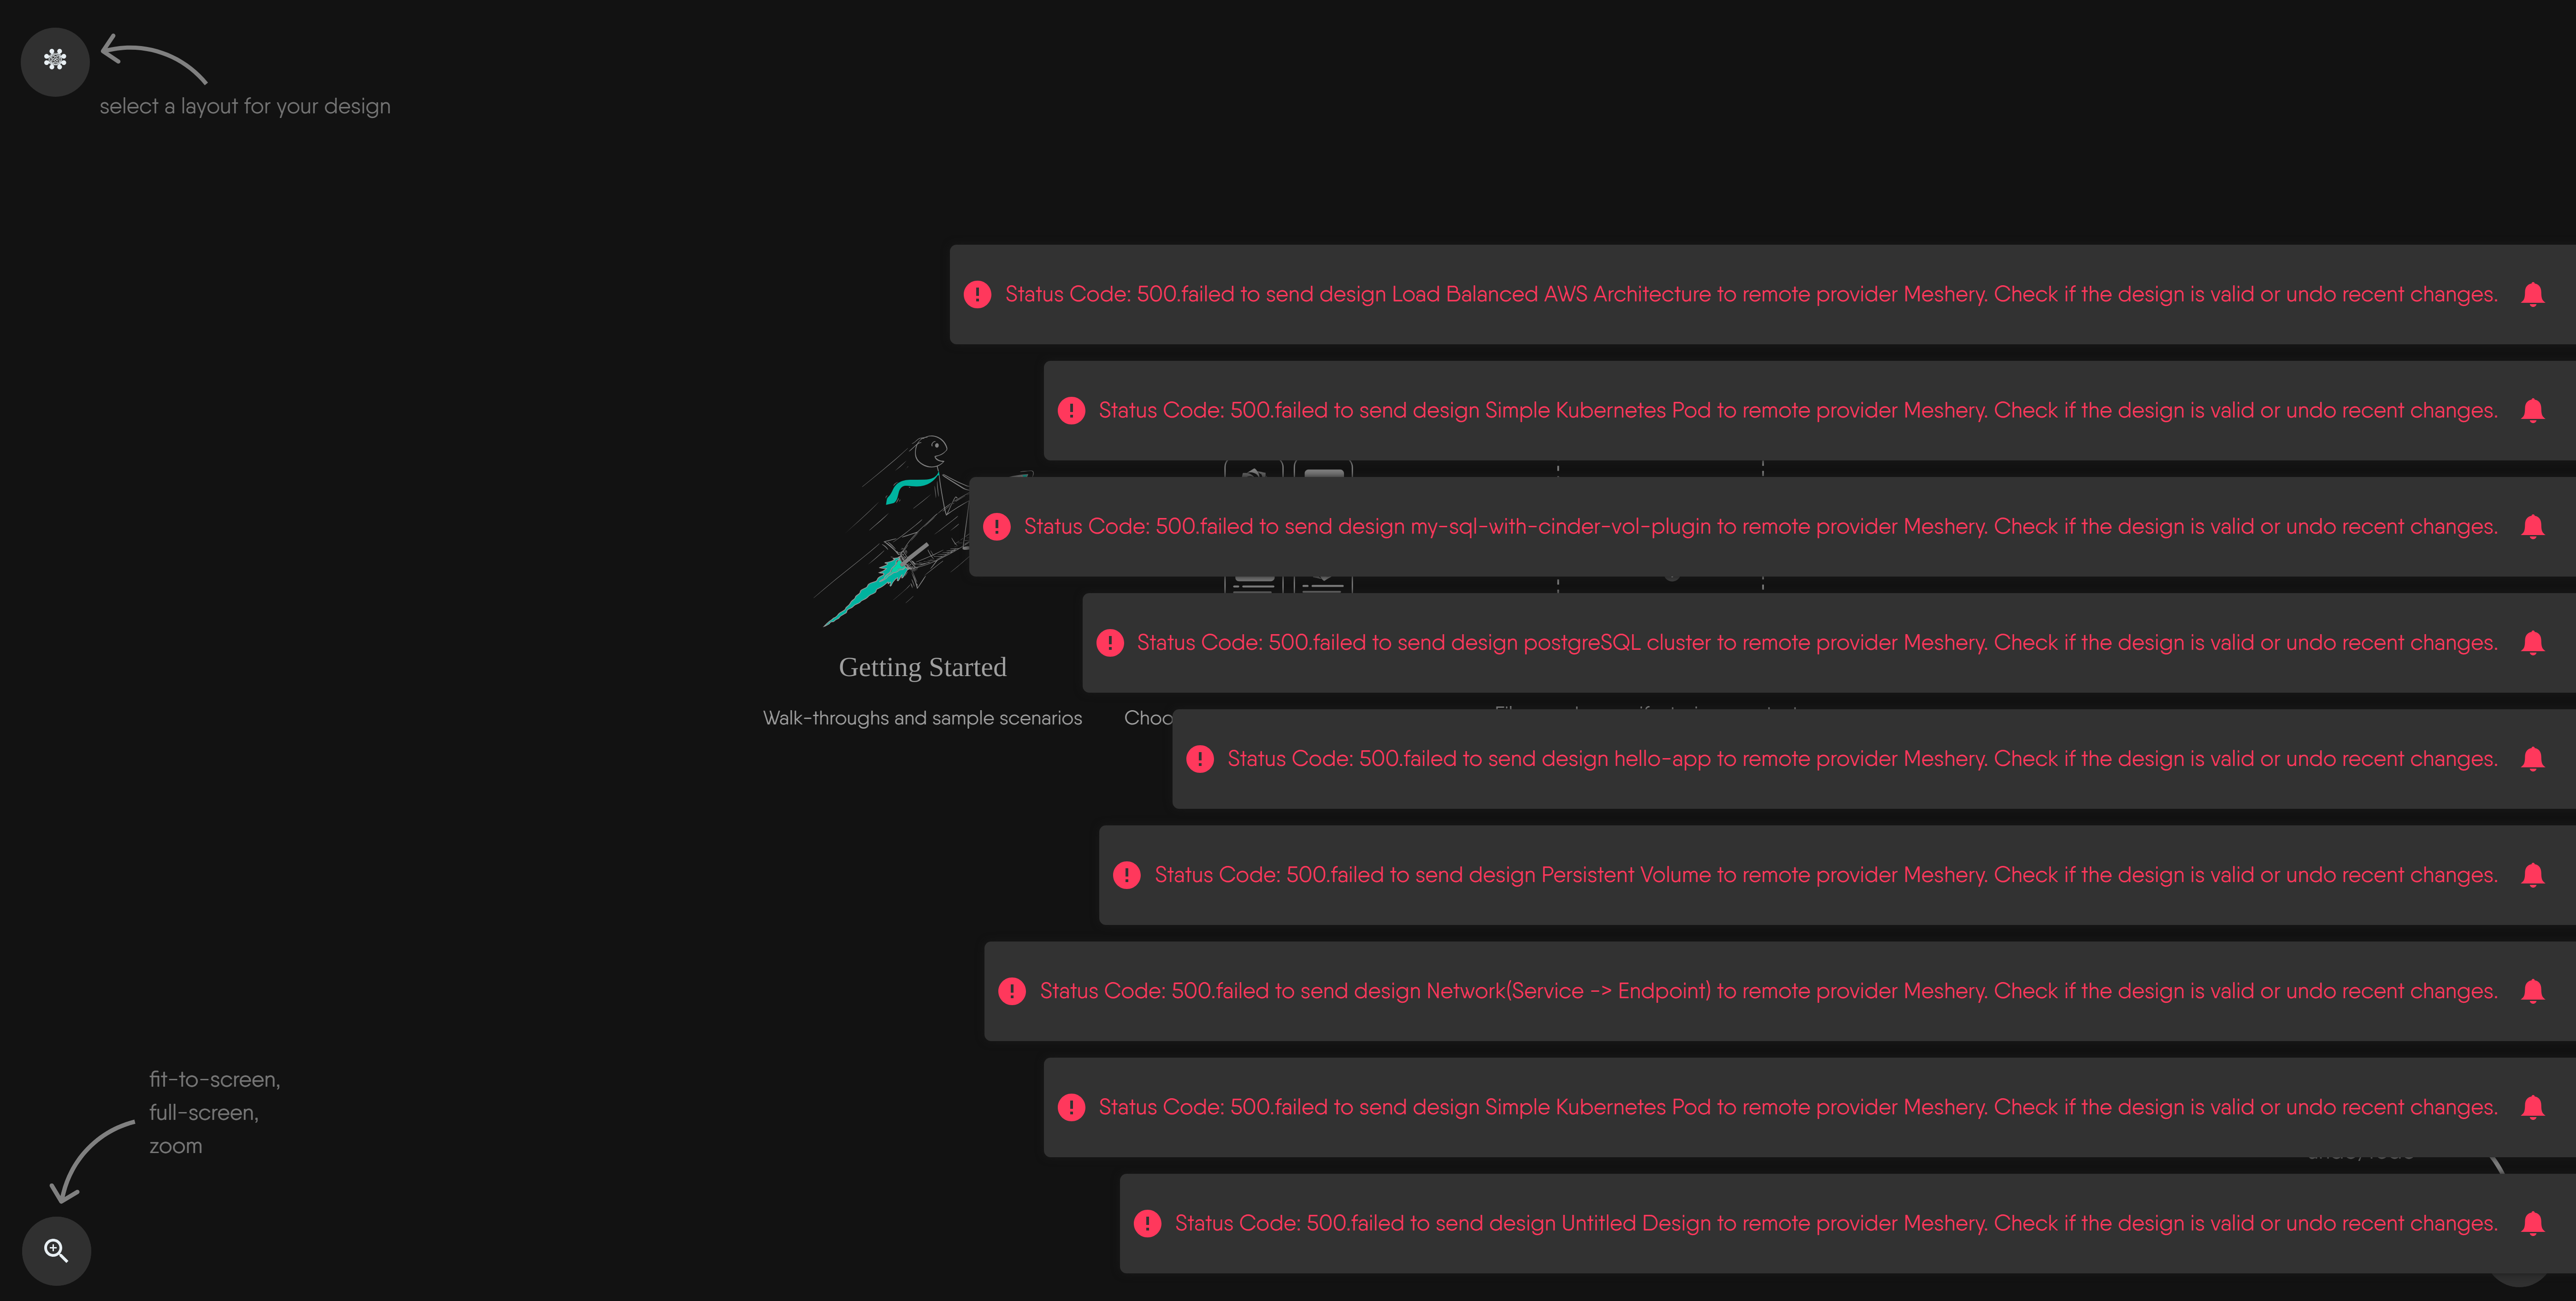 select a layout for your design
Status Code: 500.failed to send design Load Balanced AWS Architecture to remote provider Meshery. Check if the design is valid or undo recent changes.
Status Code: 500.failed to send design Simple Kubernetes Pod to remote provider Meshery. Check if the design is valid or undo recent changes.
Status Code: 500.failed to send design my-sql-with-cinder-vol-plugin to remote provider Meshery. Check if the design is valid or undo recent changes.
Status Code: 500.failed to send design postgreSQL cluster to remote provider Meshery. Check if the design is valid or undo recent changes.
Getting Started
Walk-throughs and sample scenarios
Status Code: 500.failed to send design hello-app to remote provider Meshery. Check if the design is valid or undo recent changes.
Status Code: 500.failed to send design Persistent Volume to remote provider Meshery. Check if the design is valid or undo recent changes.
Status Code: 500.failed to send design Network(Service -> Endpoint) to remote provider Meshery. Check if the design is valid or undo recent changes.
Status Code: 500.failed to send design Simple Kubernetes Pod to remote provider Meshery. Check if the design is valid or undo recent changes.
Status Code: 500.failed to send design Untitled Design to remote provider Meshery. Check if the design is valid or undo recent changes.
fit-to-screen,
full-screen,
zoom